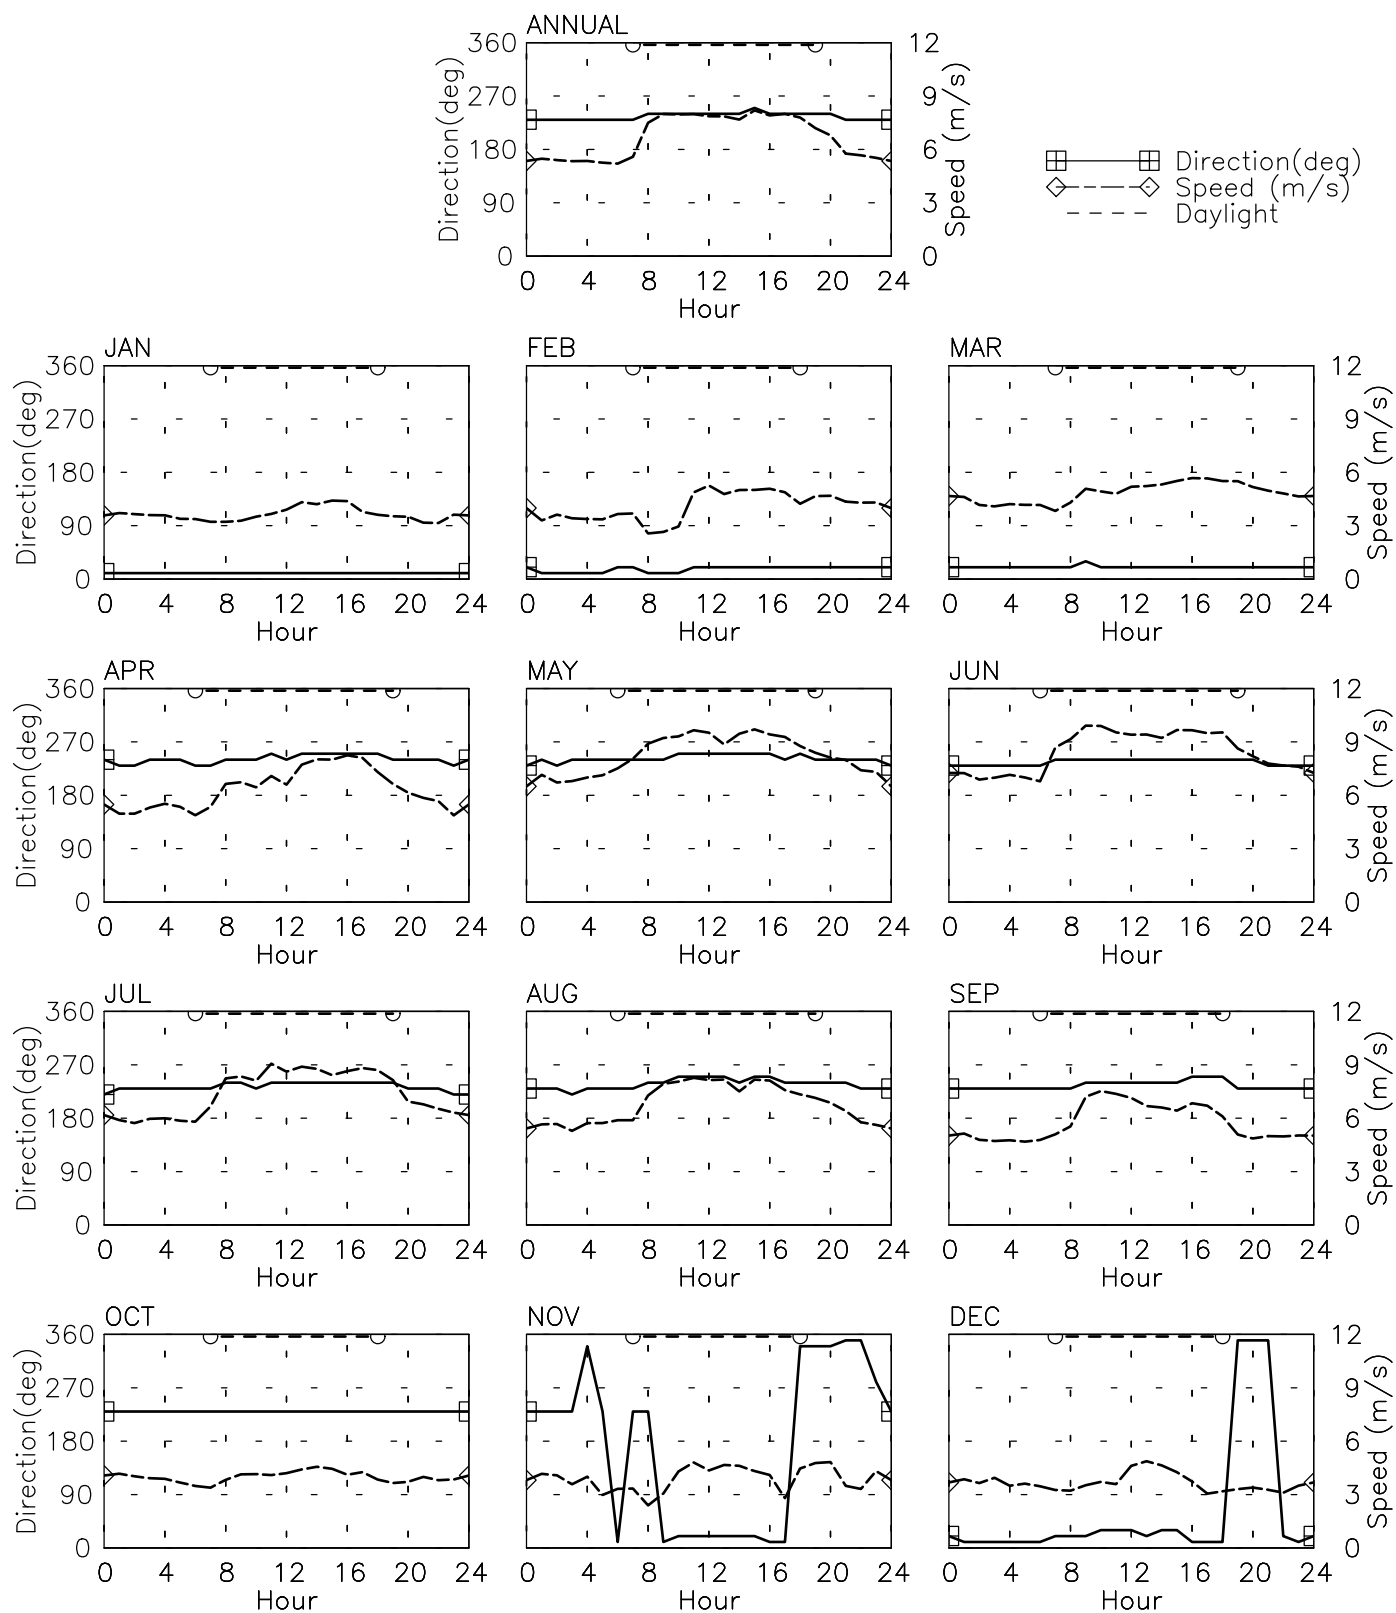 ANNUAL
360 12
270 9
180 6
90 3
0 0
Direction(deg)
Speed (m/s)
0 4 8 12 16 20 24
Hour
Direction(deg)
Speed (m/s)
Daylight
JAN FEB MAR
360 12
270 9
180 6
90 3
0 0
Direction(deg)
Speed (m/s)
0 4 8 12 16 20 24 0 4 8 12 16 20 24 0 4 8 12 16 20 24
Hour Hour Hour
APR MAY JUN
360 12
270 9
180 6
90 3
0 0
Direction(deg)
Speed (m/s)
0 4 8 12 16 20 24 0 4 8 12 16 20 24 0 4 8 12 16 20 24
Hour Hour Hour
JUL AUG SEP
360 12
270 9
180 6
90 3
0 0
Direction(deg)
Speed (m/s)
0 4 8 12 16 20 24 0 4 8 12 16 20 24 0 4 8 12 16 20 24
Hour Hour Hour
OCT NOV DEC
360 12
270 9
180 6
90 3
0 0
Direction(deg)
Speed (m/s)
0 4 8 12 16 20 24 0 4 8 12 16 20 24 0 4 8 12 16 20 24
Hour Hour Hour